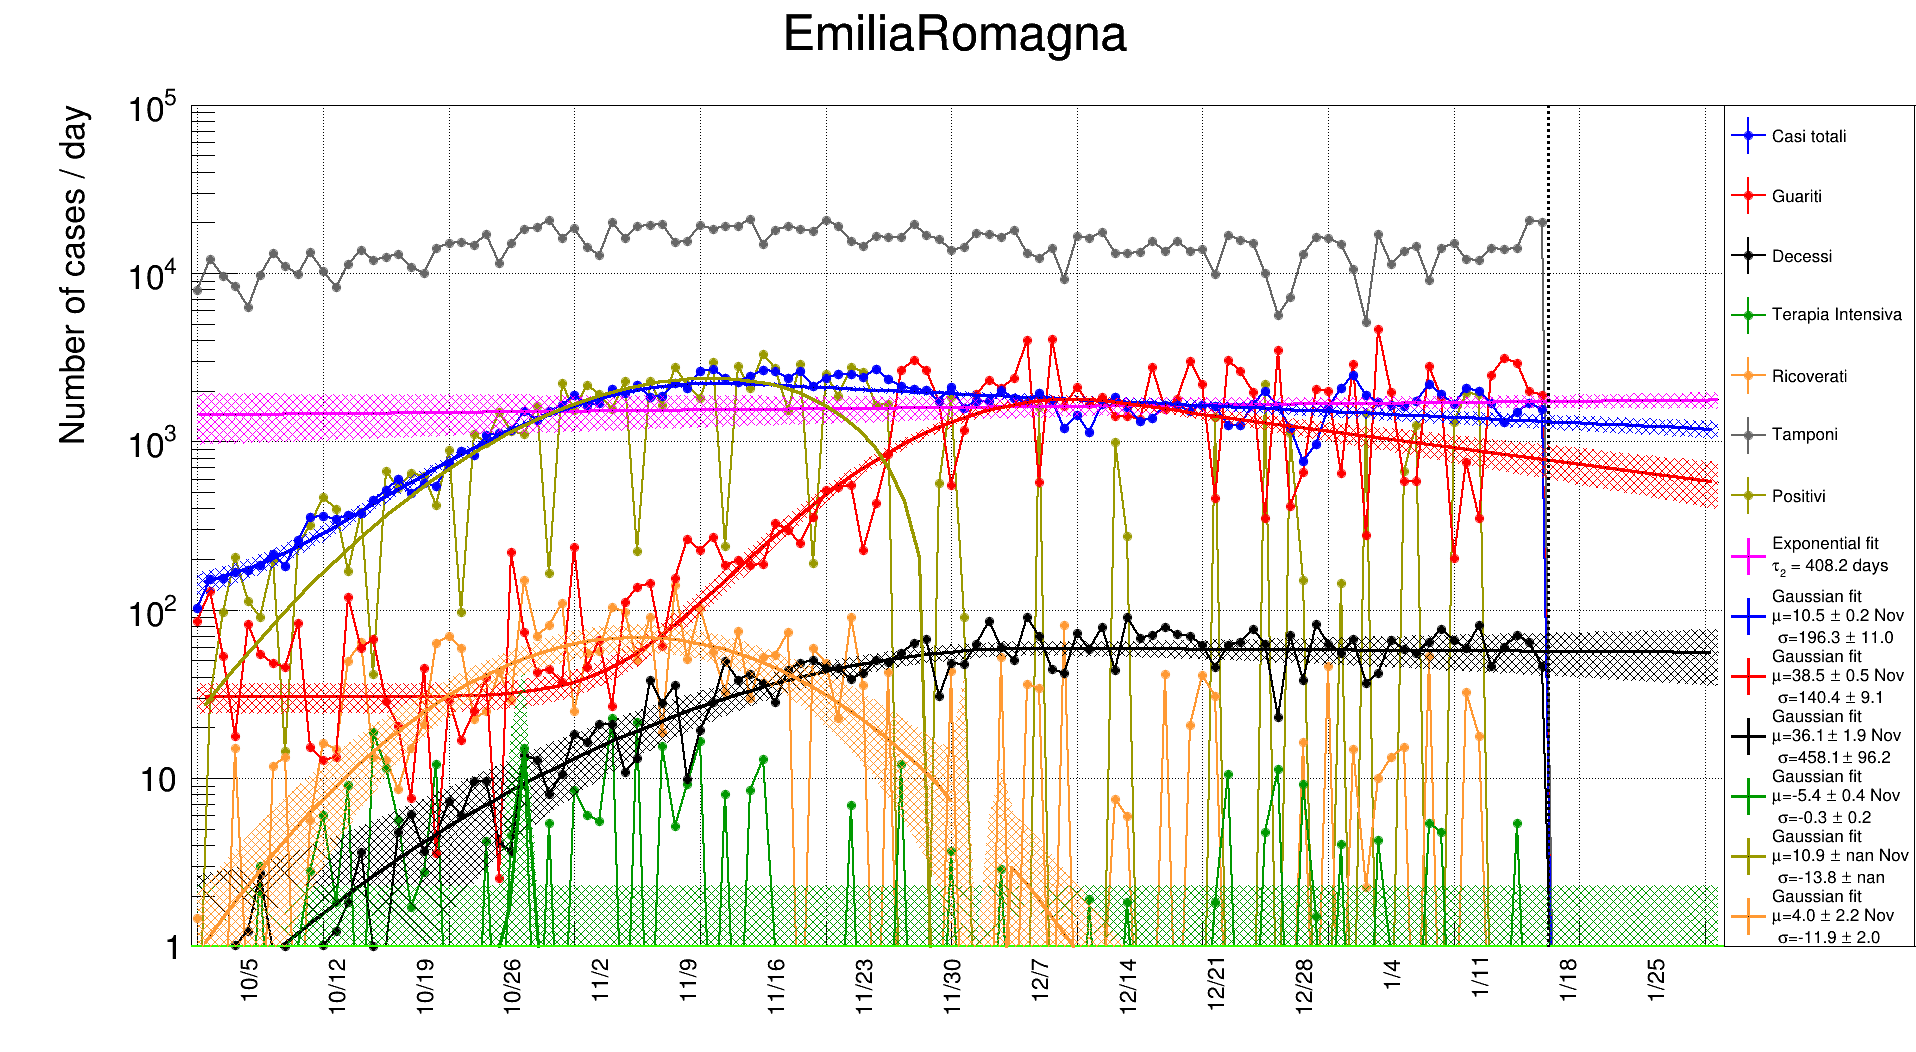 EmiliaRomagna
Number of cases / day
10^5
10^4
10^3
10^2
10
1
10/5
10/12
10/19
10/26
11/2
11/9
11/16
11/23
11/30
12/7
12/14
12/21
12/28
1/4
1/11
1/18
1/25
Casi totali
Guariti
Decessi
Terapia Intensiva
Ricoverati
Tamponi
Positivi
Exponential fit
τ_2 = 408.2 days
Gaussian fit
μ=10.5 ± 0.2 Nov
σ=196.3 ± 11.0
Gaussian fit
μ=38.5 ± 0.5 Nov
σ=140.4 ± 9.1
Gaussian fit
μ=36.1 ± 1.9 Nov
σ=458.1 ± 96.2
Gaussian fit
μ=-5.4 ± 0.4 Nov
σ=-0.3 ± 0.2
Gaussian fit
μ=10.9 ± nan Nov
σ=-13.8 ± nan
Gaussian fit
μ=4.0 ± 2.2 Nov
σ=-11.9 ± 2.0